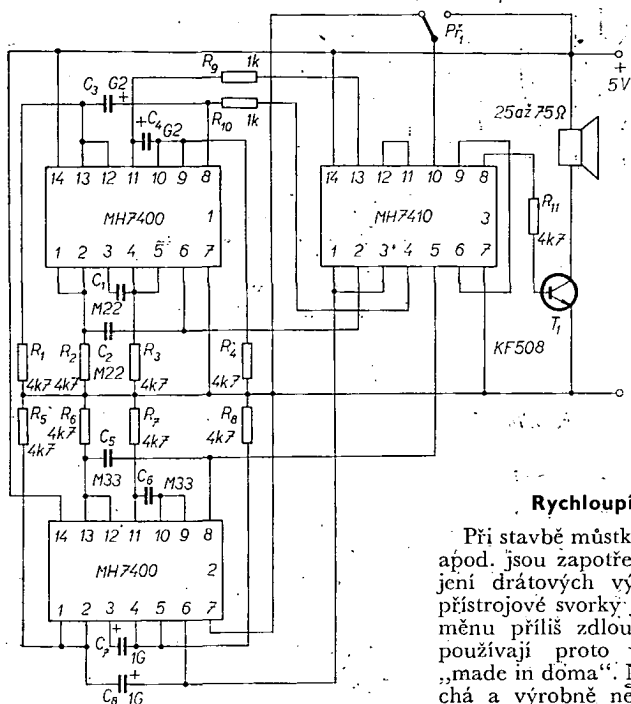 Př1
R9 1k
C3 G2 +
R10 1k
+ C4 G2
+
5V
25 až 75Ω
14 13 12 11 10 9 8
MH7400 1
1 2 3 4 5 6 7
14 13 12 11 10 9 8
MH7410 3
1 2 3 4 5 6 7
R11
4k7
T1
KF508
C1
M22
C2
M22
R1 R2 R3 R4
4k7 4k7 4k7 4k7
R5 R6 R7 R8
4k7 4k7 4k7 4k7
C5
M33
C6 M33
14 13 12 11 10 9 8
MH7400 2
1 2 3 4 5 6 7
C7 + 1G
C8 1G +
Rychloupí
Při stavbě můstk
apod. jsou zapotře
jení drátových vý
přístrojové svorky
měnu příliš zdlou
používají proto
„made in doma“. N
chá a výrobně ne